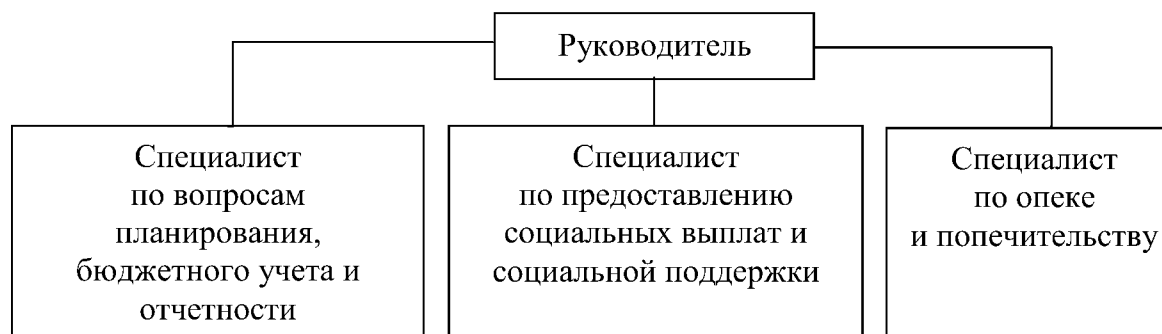 Руководитель
Специалист
по вопросам
планирования,
бюджетного учета и
отчетности
Специалист
по предоставлению
социальных выплат и
социальной поддержки
Специалист
по опеке
и попечительству